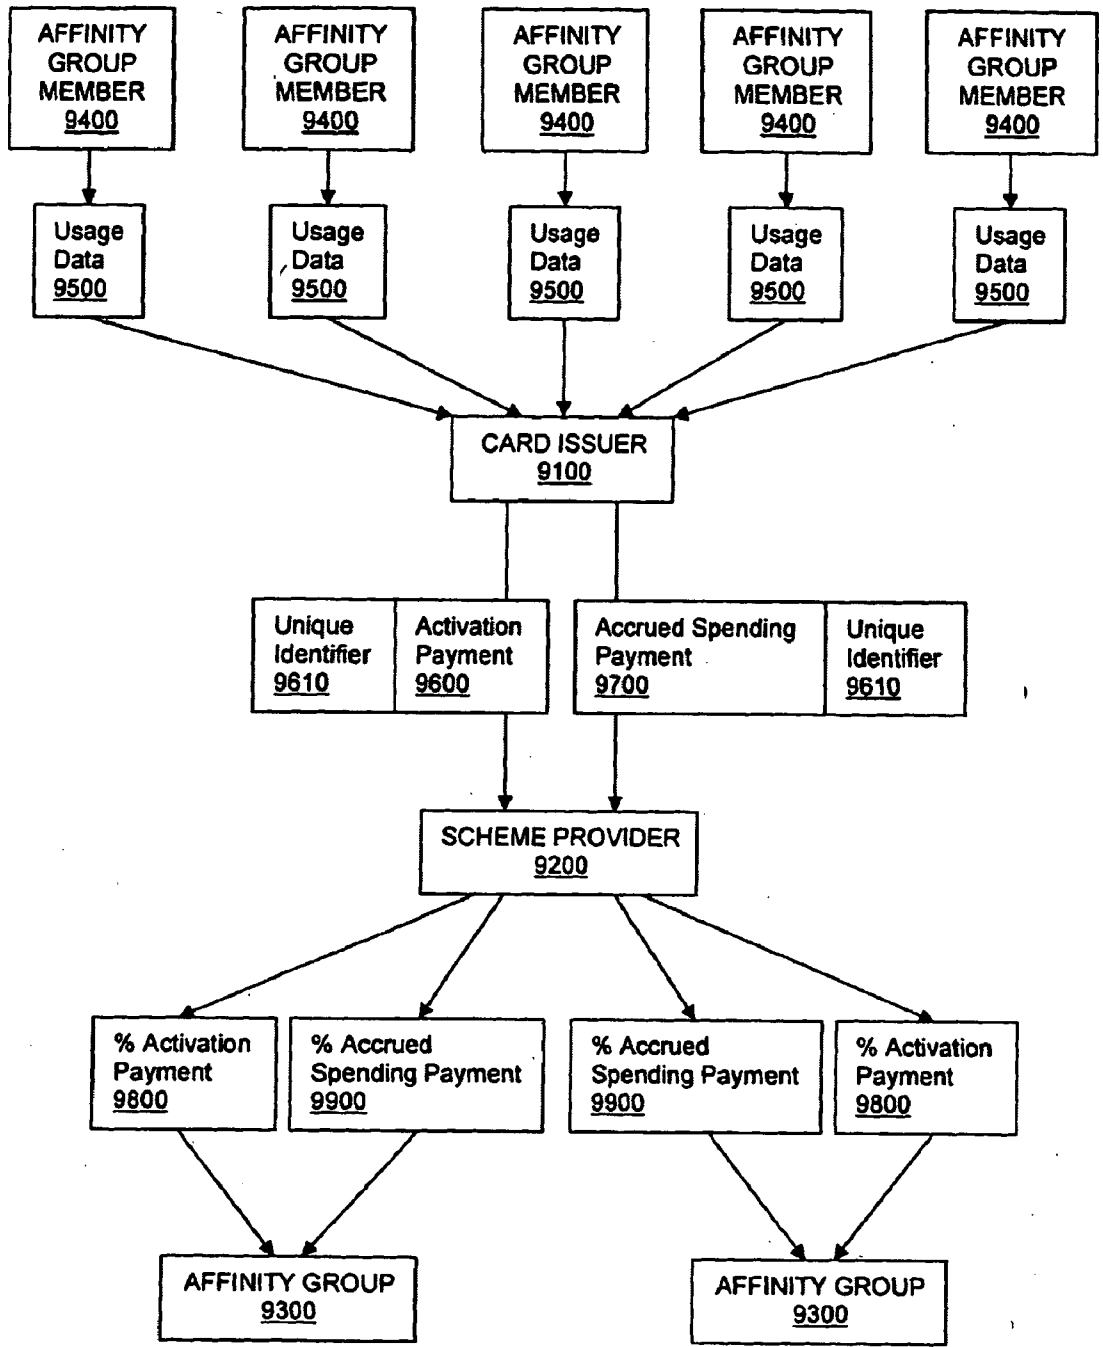 AFFINITY
GROUP
MEMBER
9400
AFFINITY
GROUP
MEMBER
9400
AFFINITY
GROUP
MEMBER
9400
AFFINITY
GROUP
MEMBER
9400
AFFINITY
GROUP
MEMBER
9400
Usage
Data
9500
Usage
Data
9500
Usage
Data
9500
Usage
Data
9500
Usage
Data
9500
CARD ISSUER
9100
Unique
Identifier
9610
Activation
Payment
9600
Accrued Spending
Payment
9700
Unique
Identifier
9610
SCHEME PROVIDER
9200
% Activation
Payment
9800
% Accrued
Spending Payment
9900
% Accrued
Spending Payment
9900
% Activation
Payment
9800
AFFINITY GROUP
9300
AFFINITY GROUP
9300